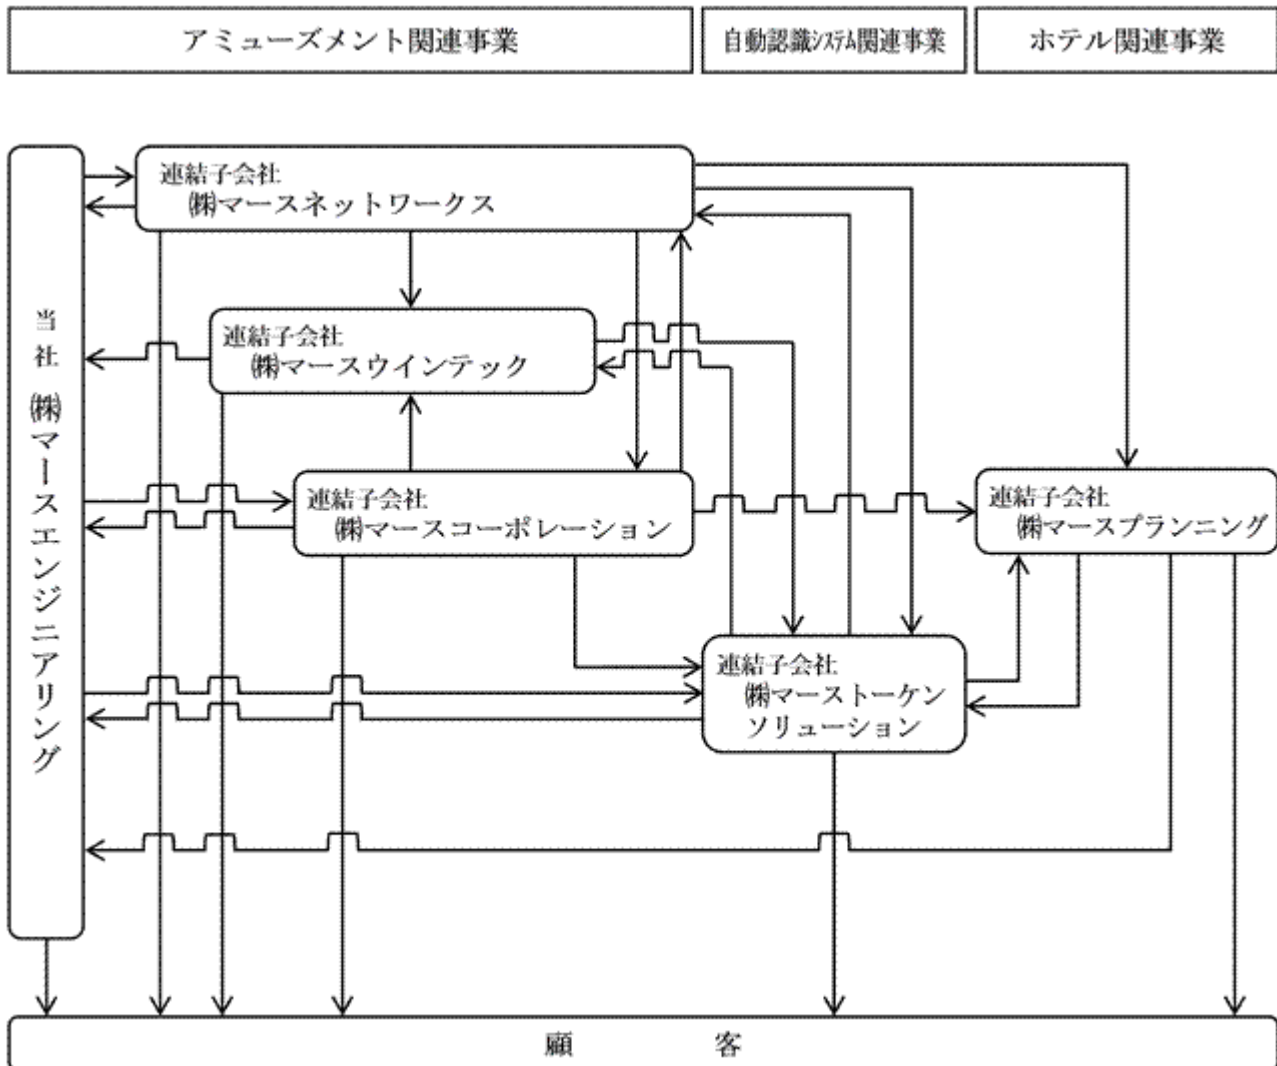 アミューズメント関連事業
自動認識システム関連事業
ホテル関連事業
当社 ㈱マースエンジニアリング
連結子会社
㈱マースネットワークス
連結子会社
㈱マースウインテック
連結子会社
㈱マースコーポレーション
連結子会社
㈱マースプランニング
連結子会社
㈱マーストーケン
ソリューション
顧客